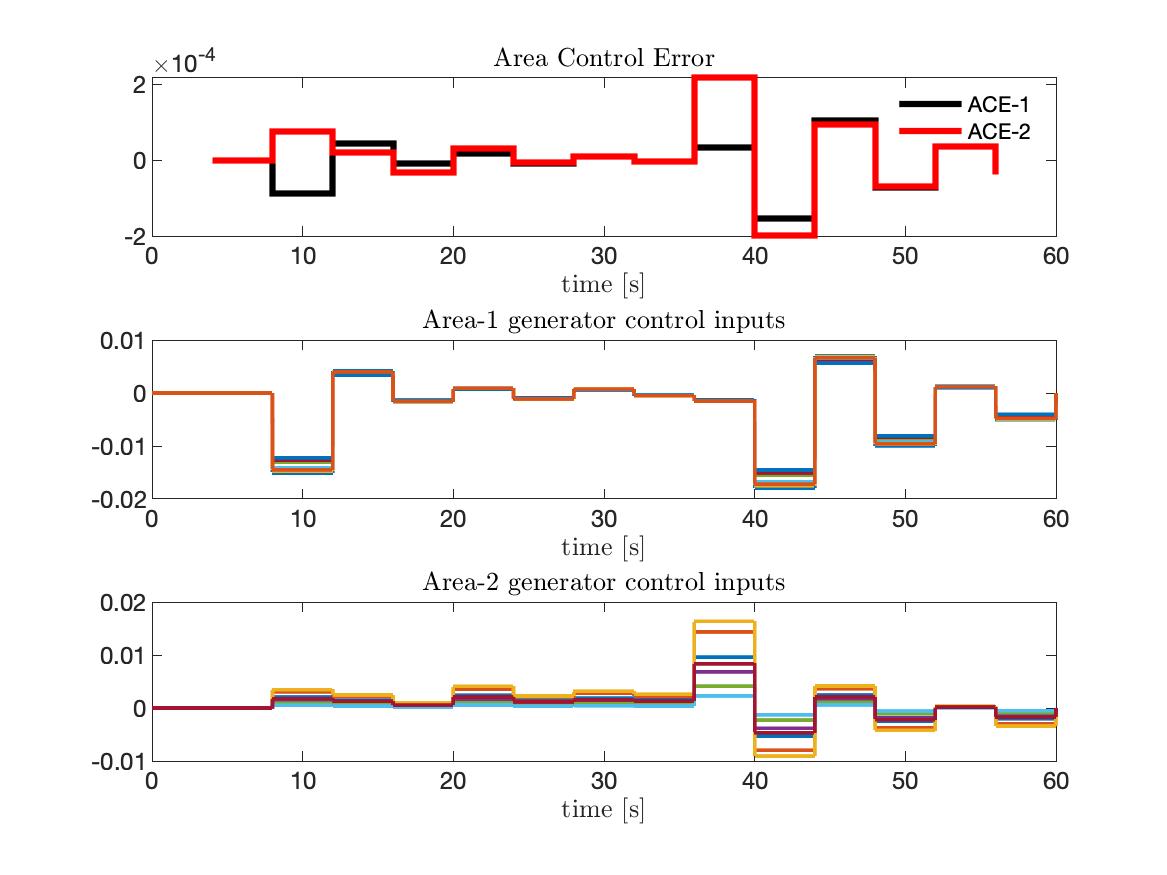 Area Control Error
×10-4
2
0
-2
ACE-1
ACE-2
0 10 20 30 40 50 60
time [s]
Area-1 generator control inputs
0.01
0
-0.01
-0.02
0 10 20 30 40 50 60
time [s]
Area-2 generator control inputs
0.02
0.01
0
-0.01
0 10 20 30 40 50 60
time [s]